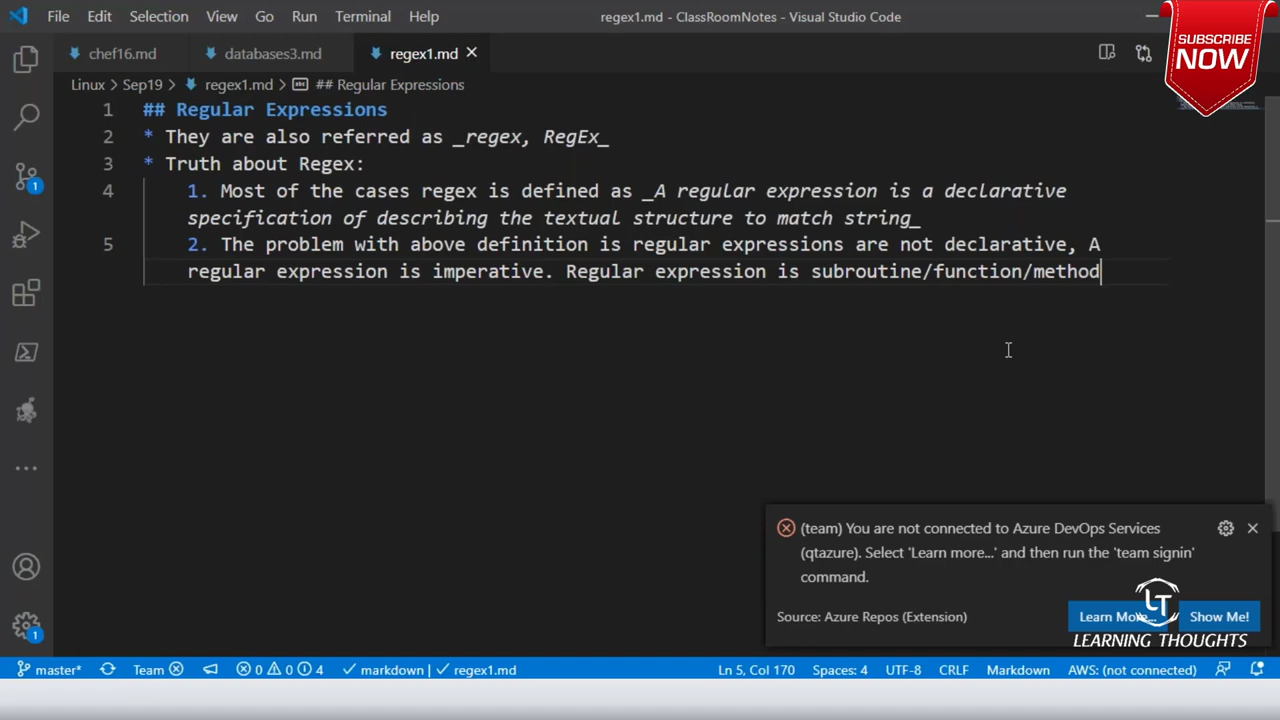 File Edit Selection View Go Run Terminal Help regex1.md - ClassRoomNotes - Visual Studio Code
SUBSCRIBE
NOW
chef16.md databases3.md regex1.md
Linux > Sep19 > regex1.md > ## Regular Expressions
1 ## Regular Expressions
2 * They are also referred as _regex, RegEx_
3 * Truth about Regex:
4 1. Most of the cases regex is defined as _A regular expression is a declarative
specification of describing the textual structure to match string_
5 2. The problem with above definition is regular expressions are not declarative, A
regular expression is imperative. Regular expression is subroutine/function/method
1
(team) You are not connected to Azure DevOps Services
(qtazure). Select 'Learn more...' and then run the 'team signin'
command.
Source: Azure Repos (Extension) Learn More... Show Me!
LT
LEARNING THOUGHTS
1
master* Team 0 0 4 markdown | regex1.md Ln 5, Col 170 Spaces: 4 UTF-8 CRLF Markdown AWS: (not connected)